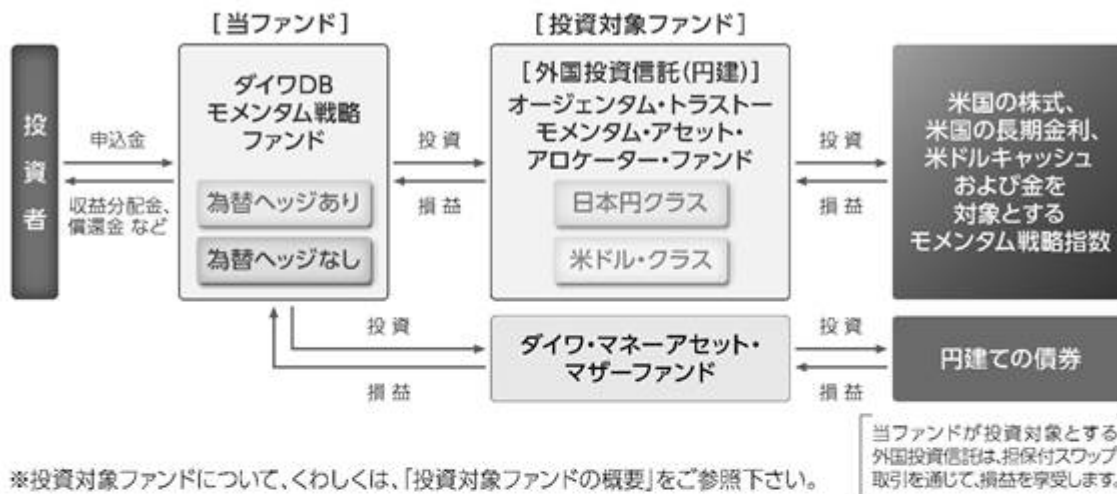 [当ファンド]
[投資対象ファンド]
投資者
申込金
収益分配金、
償還金 など
ダイワDB
モメンタム戦略
ファンド
為替ヘッジあり
為替ヘッジなし
投資
損益
[外国投資信託(円建)]
オージェンタム・トラストー
モメンタム・アセット・
アロケーター・ファンド
日本円クラス
米ドル・クラス
投資
損益
米国の株式、
米国の長期金利、
米ドルキャッシュ
および金を
対象とする
モメンタム戦略指数
投資
損益
ダイワ・マネーアセット・
マザーファンド
投資
損益
円建ての債券
当ファンドが投資対象とする
外国投資信託は、担保付スワップ
取引を通じて、損益を享受します
※投資対象ファンドについて、くわしくは、「投資対象ファンドの概要」をご参照下さい。